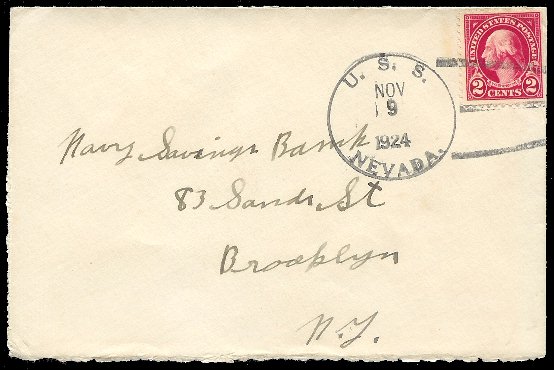 UNITED STATES POSTAGE
2 CENTS 2
U. S. S.
NOV
19
1924
NEVADA.
Navy Savings Bank
83 Sands St
Brooklyn
N.Y.